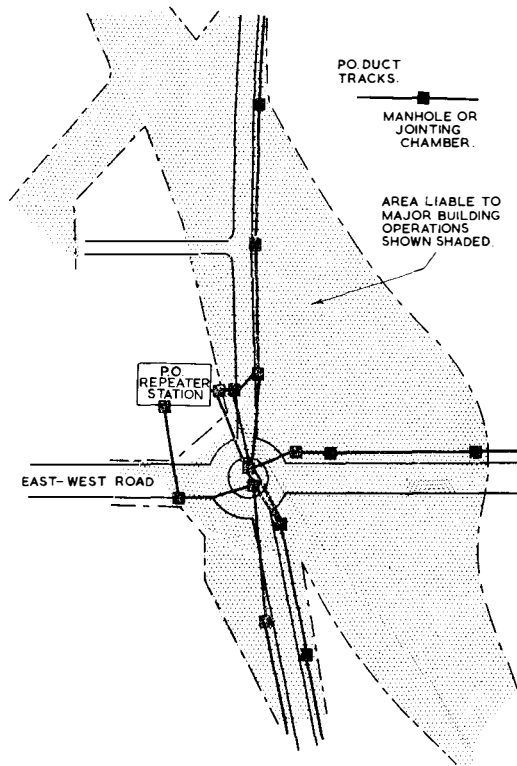 P.O. DUCT
TRACKS.
MANHOLE OR
JOINTING
CHAMBER.
AREA LIABLE TO
MAJOR BUILDING
OPERATIONS
SHOWN SHADED.
P.O.
REPEATER
STATION
EAST-WEST ROAD